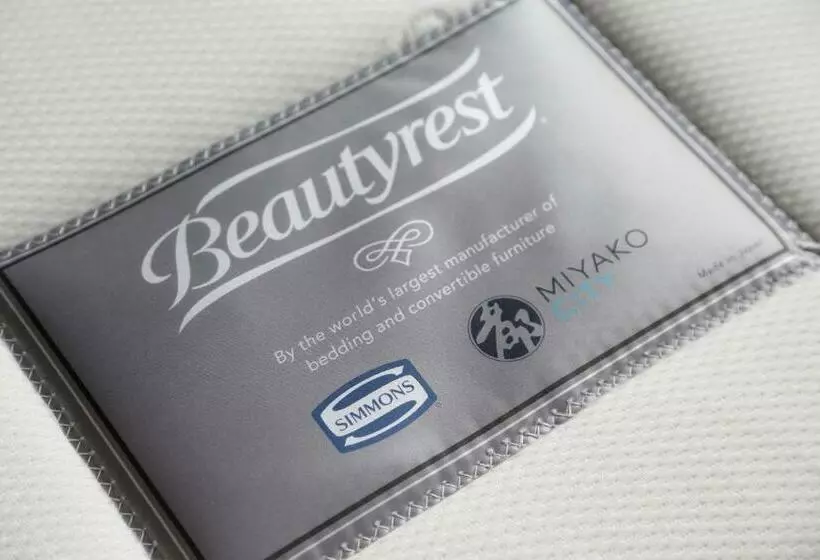 Beautyrest
By the world's largest manufacturer of
bedding and convertible furniture
SIMMONS
都
MIYAKO
CITY
Made in Japan